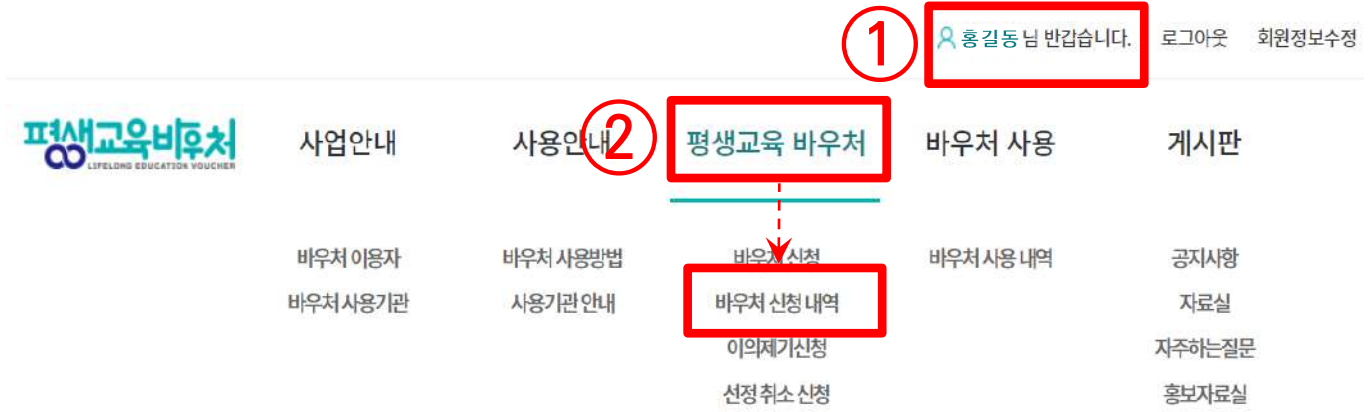 ① 홍길동님 반갑습니다. 로그아웃 회원정보수정
평생교육바우처 사업안내 사용안내 ② 평생교육 바우처 바우처 사용 게시판
LIFELONG EDUCATION VOUCHER
바우처 이용자 바우처 사용방법 바우처 신청 바우처 사용 내역 공지사항
바우처 사용기관 사용기관 안내 바우처 신청 내역 자료실
이의제기신청 자주하는질문
선정 취소 신청 홍보자료실